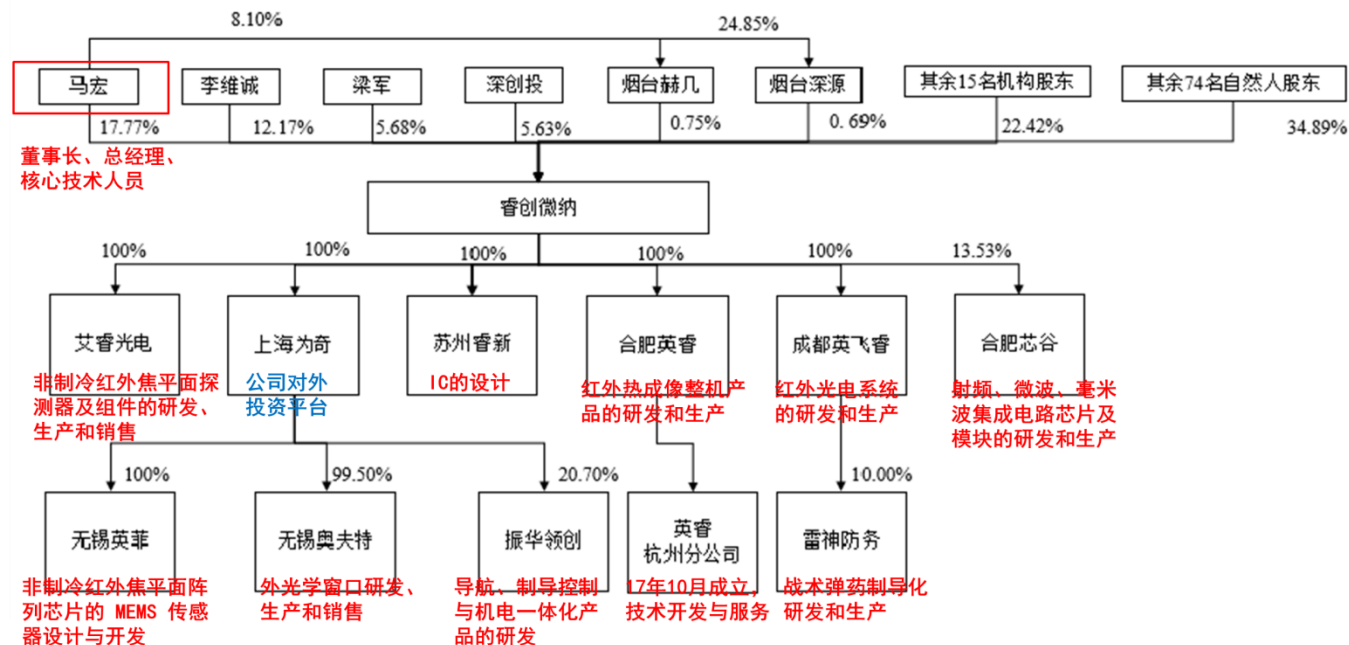 8.10%
24.85%
马宏
李维诚
梁军
深创投
烟台赫几
烟台深源
其余15名机构股东
其余74名自然人股东
17.77%
12.17%
5.68%
5.63%
0.75%
0.69%
22.42%
34.89%
董事长、总经理、
核心技术人员
睿创微纳
100%
100%
100%
100%
100%
13.53%
艾睿光电
上海为奇
苏州睿新
合肥英睿
成都英飞睿
合肥芯谷
非制冷红外焦平面探
测器及组件的研发、
生产和销售
公司对外
投资平台
IC的设计
红外热成像整机产
品的研发和生产
红外光电系统
的研发和生产
射频、微波、毫米
波集成电路芯片及
模块的研发和生产
100%
99.50%
20.70%
10.00%
无锡英菲
无锡奥夫特
振华领创
英睿
杭州分公司
雷神防务
非制冷红外焦平面阵
列芯片的 MEMS 传感
器设计与开发
外光学窗口研发、
生产和销售
导航、制导控制
与机电一体化产
品的研发
17年10月成立,
技术开发与服务
战术弹药制导化
研发和生产